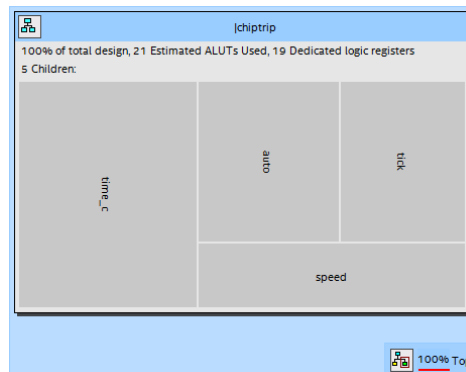 |chiptrip
100% of total design, 21 Estimated ALUTs Used, 19 Dedicated logic registers
5 Children:
time_c
auto
tick
speed
100% To